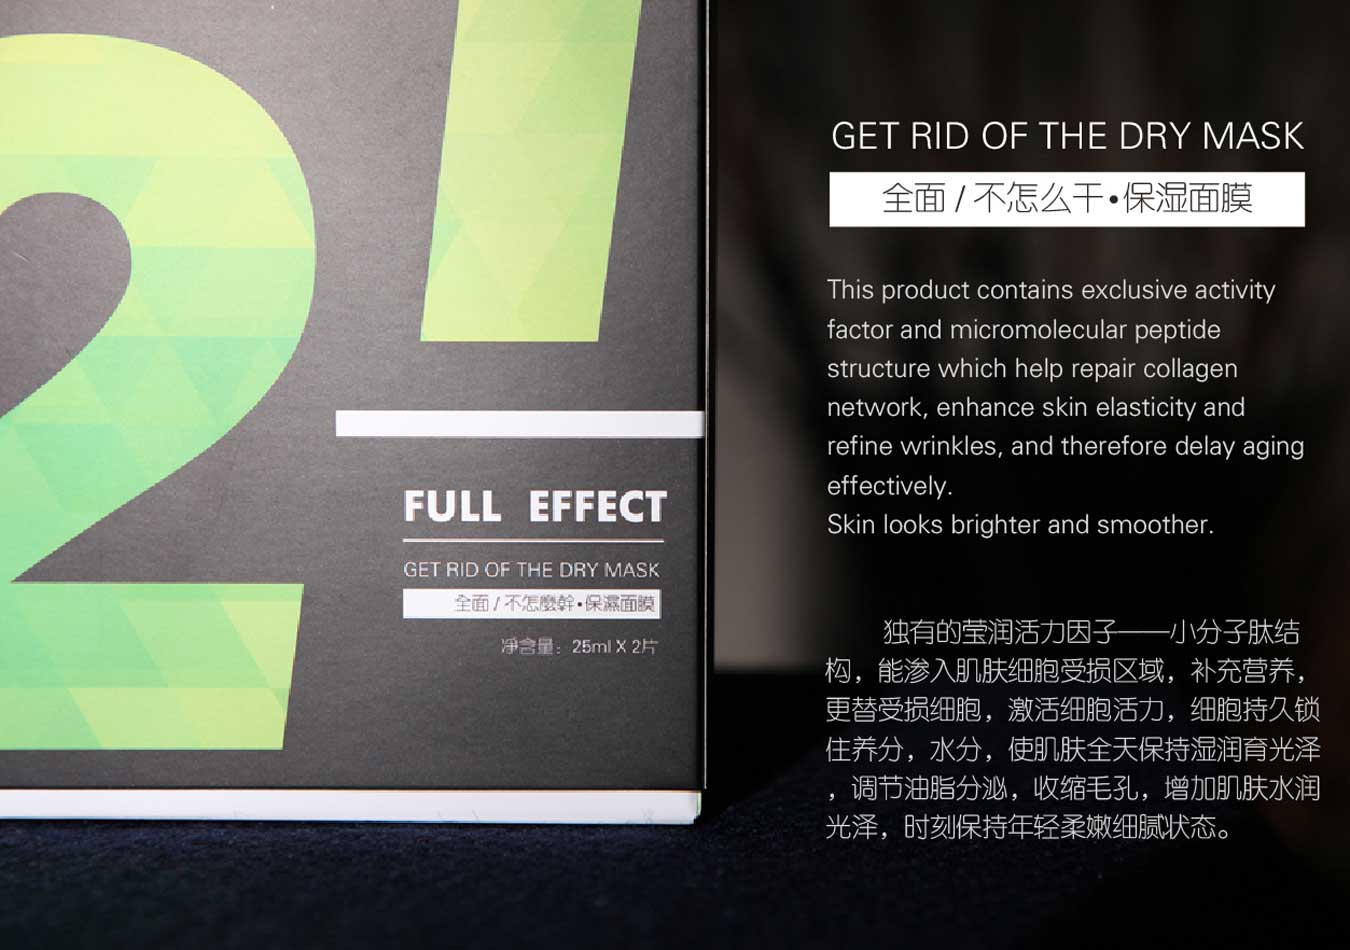 2!
FULL EFFECT
GET RID OF THE DRY MASK
全面/不怎麼幹•保濕面膜
淨含量：25ml X 2片
GET RID OF THE DRY MASK
全面/不怎么干•保湿面膜
This product contains exclusive activity
factor and micromolecular peptide
structure which help repair collagen
network, enhance skin elasticity and
refine wrinkles, and therefore delay aging
effectively.
Skin looks brighter and smoother.
独有的莹润活力因子——小分子肽结
构，能渗入肌肤细胞受损区域，补充营养，
更替受损细胞，激活细胞活力，细胞持久锁
住养分，水分，使肌肤全天保持湿润育光泽
，调节油脂分泌，收缩毛孔，增加肌肤水润
光泽，时刻保持年轻柔嫩细腻状态。